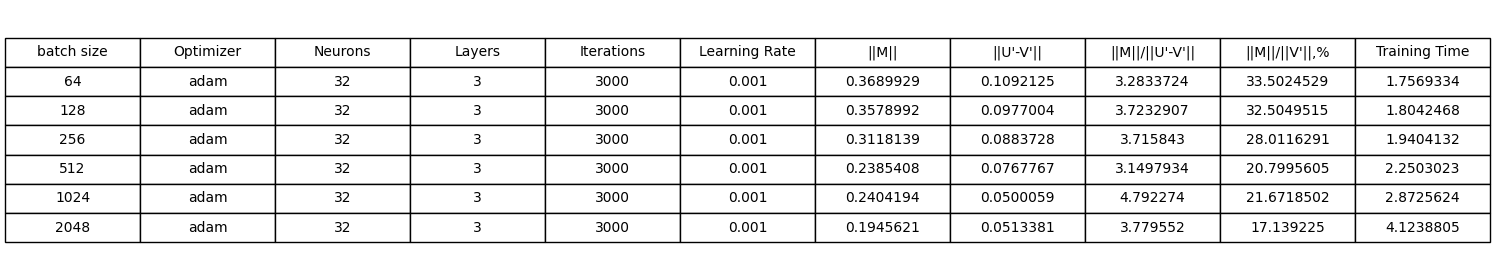 batch size Optimizer Neurons Layers Iterations Learning Rate ||M|| ||U'-V'|| ||M||/||U'-V'|| ||M||/||V'||,% Training Time
64 adam 32 3 3000 0.001 0.3689929 0.1092125 3.2833724 33.5024529 1.7569334
128 adam 32 3 3000 0.001 0.3578992 0.0977004 3.7232907 32.5049515 1.8042468
256 adam 32 3 3000 0.001 0.3118139 0.0883728 3.715843 28.0116291 1.9404132
512 adam 32 3 3000 0.001 0.2385408 0.0767767 3.1497934 20.7995605 2.2503023
1024 adam 32 3 3000 0.001 0.2404194 0.0500059 4.792274 21.6718502 2.8725624
2048 adam 32 3 3000 0.001 0.1945621 0.0513381 3.779552 17.139225 4.1238805